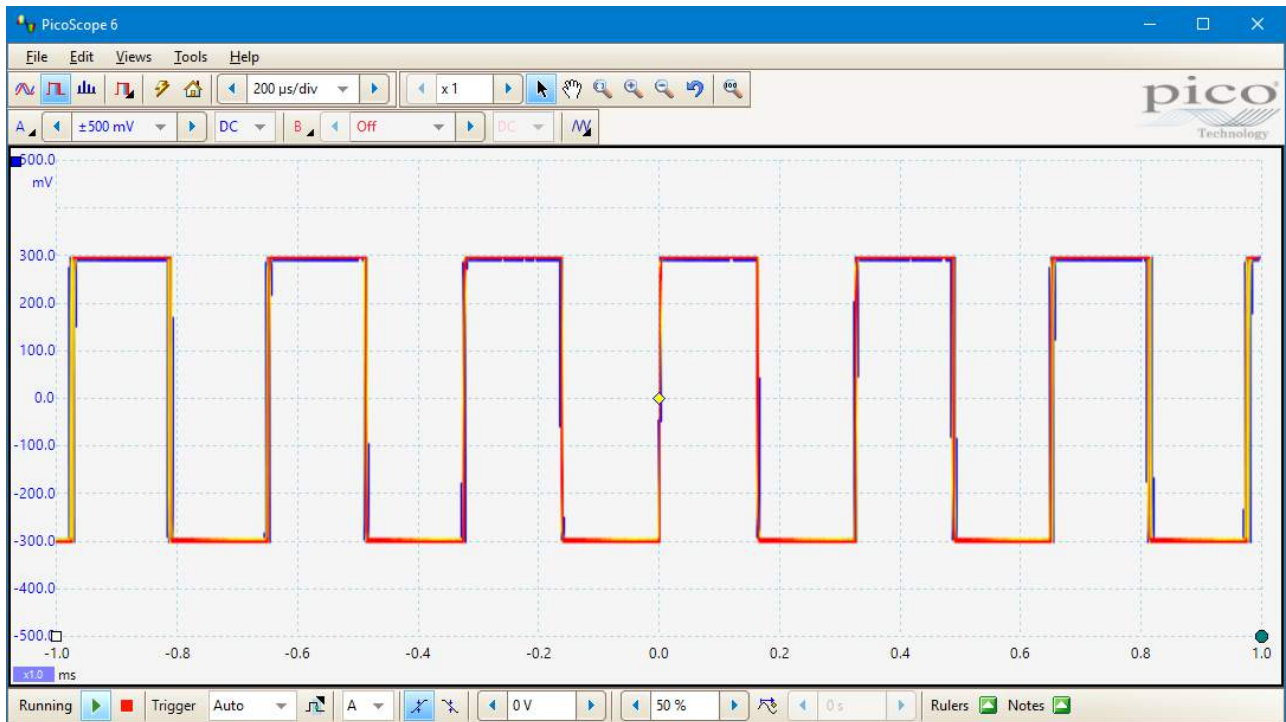 PicoScope 6
File Edit Views Tools Help
200 µs/div x 1
pico
Technology
A ±500 mV DC B Off DC
500.0
mV
300.0
200.0
100.0
0.0
-100.0
-200.0
-300.0
-400.0
-500.0
-1.0 -0.8 -0.6 -0.4 -0.2 0.0 0.2 0.4 0.6 0.8 1.0
x1.0 ms
Running Trigger Auto A 0 V 50 % 0 s Rulers Notes